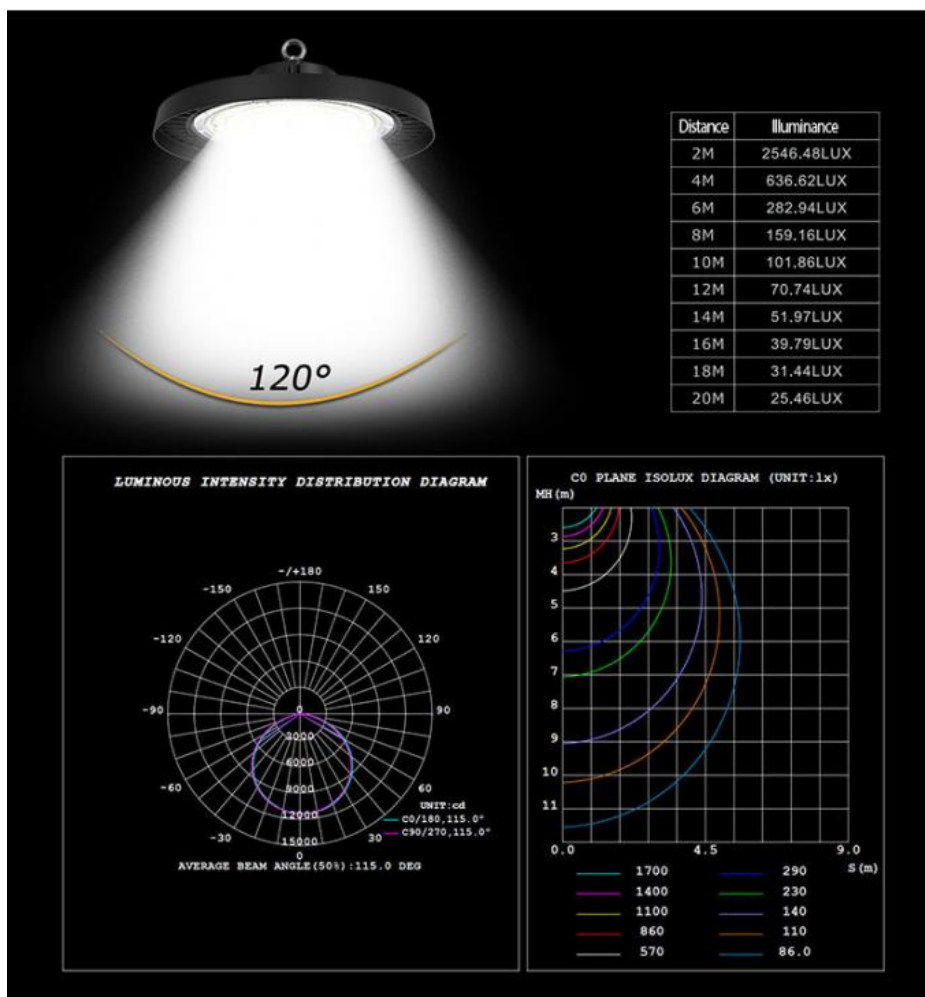 Distance Illuminance
2M 2546.48LUX
4M 636.62LUX
6M 282.94LUX
8M 159.16LUX
10M 101.86LUX
12M 70.74LUX
14M 51.97LUX
16M 39.79LUX
18M 31.44LUX
20M 25.46LUX
120°
LUMINOUS INTENSITY DISTRIBUTION DIAGRAM
-/+180
-150 150
-120 120
-90 90
-60 60
-30 30
0
0
3000
6000
9000
12000
15000
UNIT:cd
C0/180,115.0°
C90/270,115.0°
AVERAGE BEAM ANGLE(50%):115.0 DEG
C0 PLANE ISOLUX DIAGRAM (UNIT:lx)
MH(m)
3
4
5
6
7
8
9
10
11
0.0 4.5 9.0
S(m)
1700 290
1400 230
1100 140
860 110
570 86.0